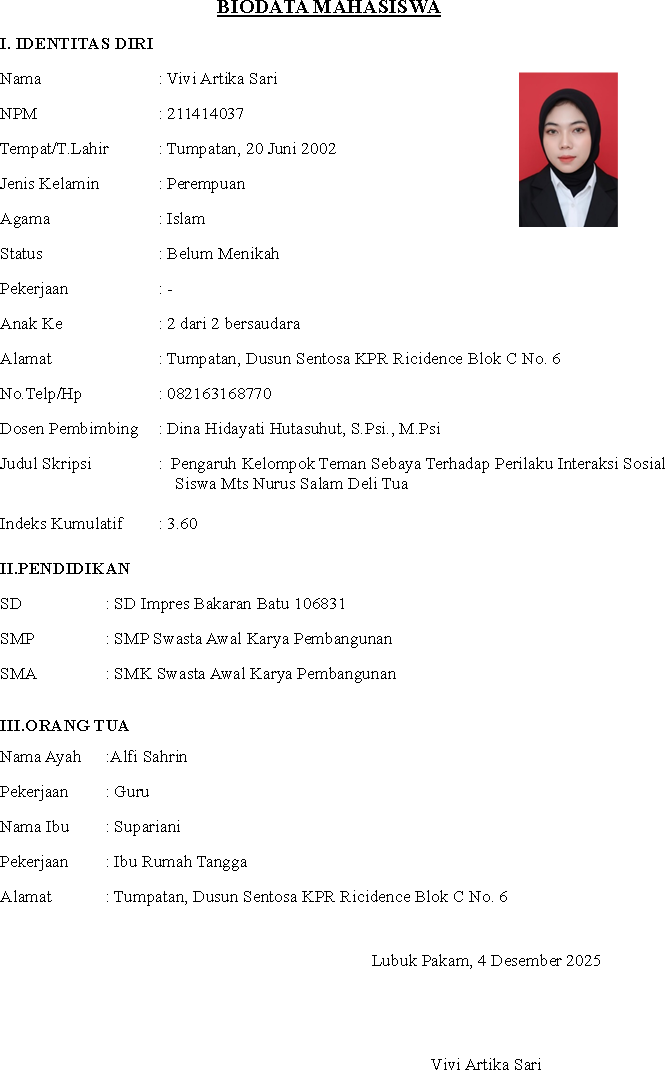 BIODATA MAHASISWA
I. IDENTITAS DIRI
Nama : Vivi Artika Sari
NPM : 211414037
Tempat/T.Lahir : Tumpatan, 20 Juni 2002
Jenis Kelamin : Perempuan
Agama : Islam
Status : Belum Menikah
Pekerjaan : -
Anak Ke : 2 dari 2 bersaudara
Alamat : Tumpatan, Dusun Sentosa KPR Ricidence Blok C No. 6
No.Telp/Hp : 082163168770
Dosen Pembimbing : Dina Hidayati Hutasuhut, S.Psi., M.Psi
Judul Skripsi : Pengaruh Kelompok Teman Sebaya Terhadap Perilaku Interaksi Sosial
Siswa Mts Nurus Salam Deli Tua
Indeks Kumulatif : 3.60
II.PENDIDIKAN
SD : SD Impres Bakaran Batu 106831
SMP : SMP Swasta Awal Karya Pembangunan
SMA : SMK Swasta Awal Karya Pembangunan
III.ORANG TUA
Nama Ayah :Alfi Sahrin
Pekerjaan : Guru
Nama Ibu : Supariani
Pekerjaan : Ibu Rumah Tangga
Alamat : Tumpatan, Dusun Sentosa KPR Ricidence Blok C No. 6
Lubuk Pakam, 4 Desember 2025
Vivi Artika Sari